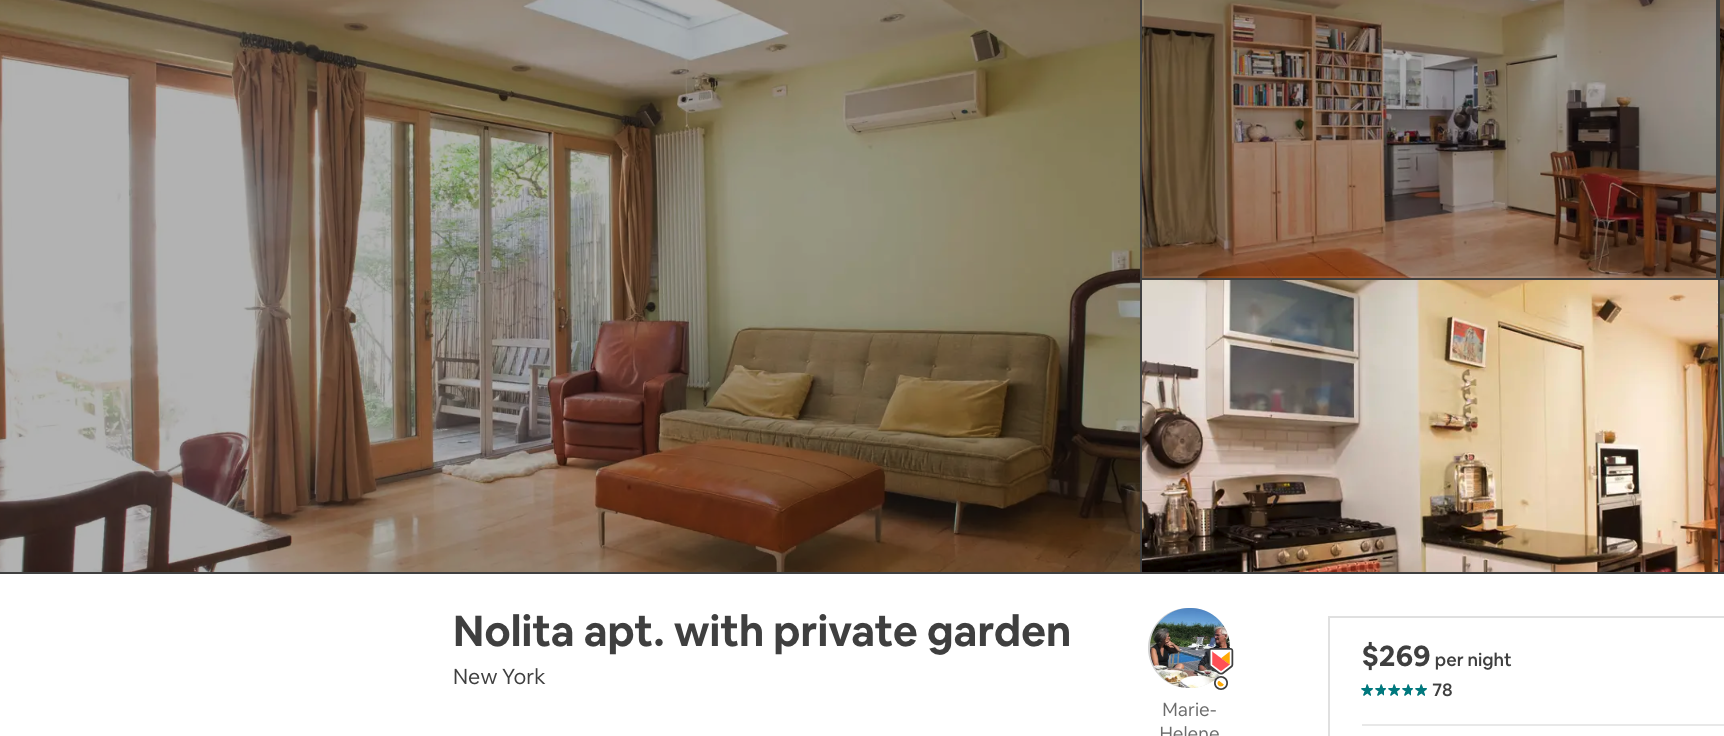 Nolita apt. with private garden
New York
Marie-
Helene
$269 per night
78